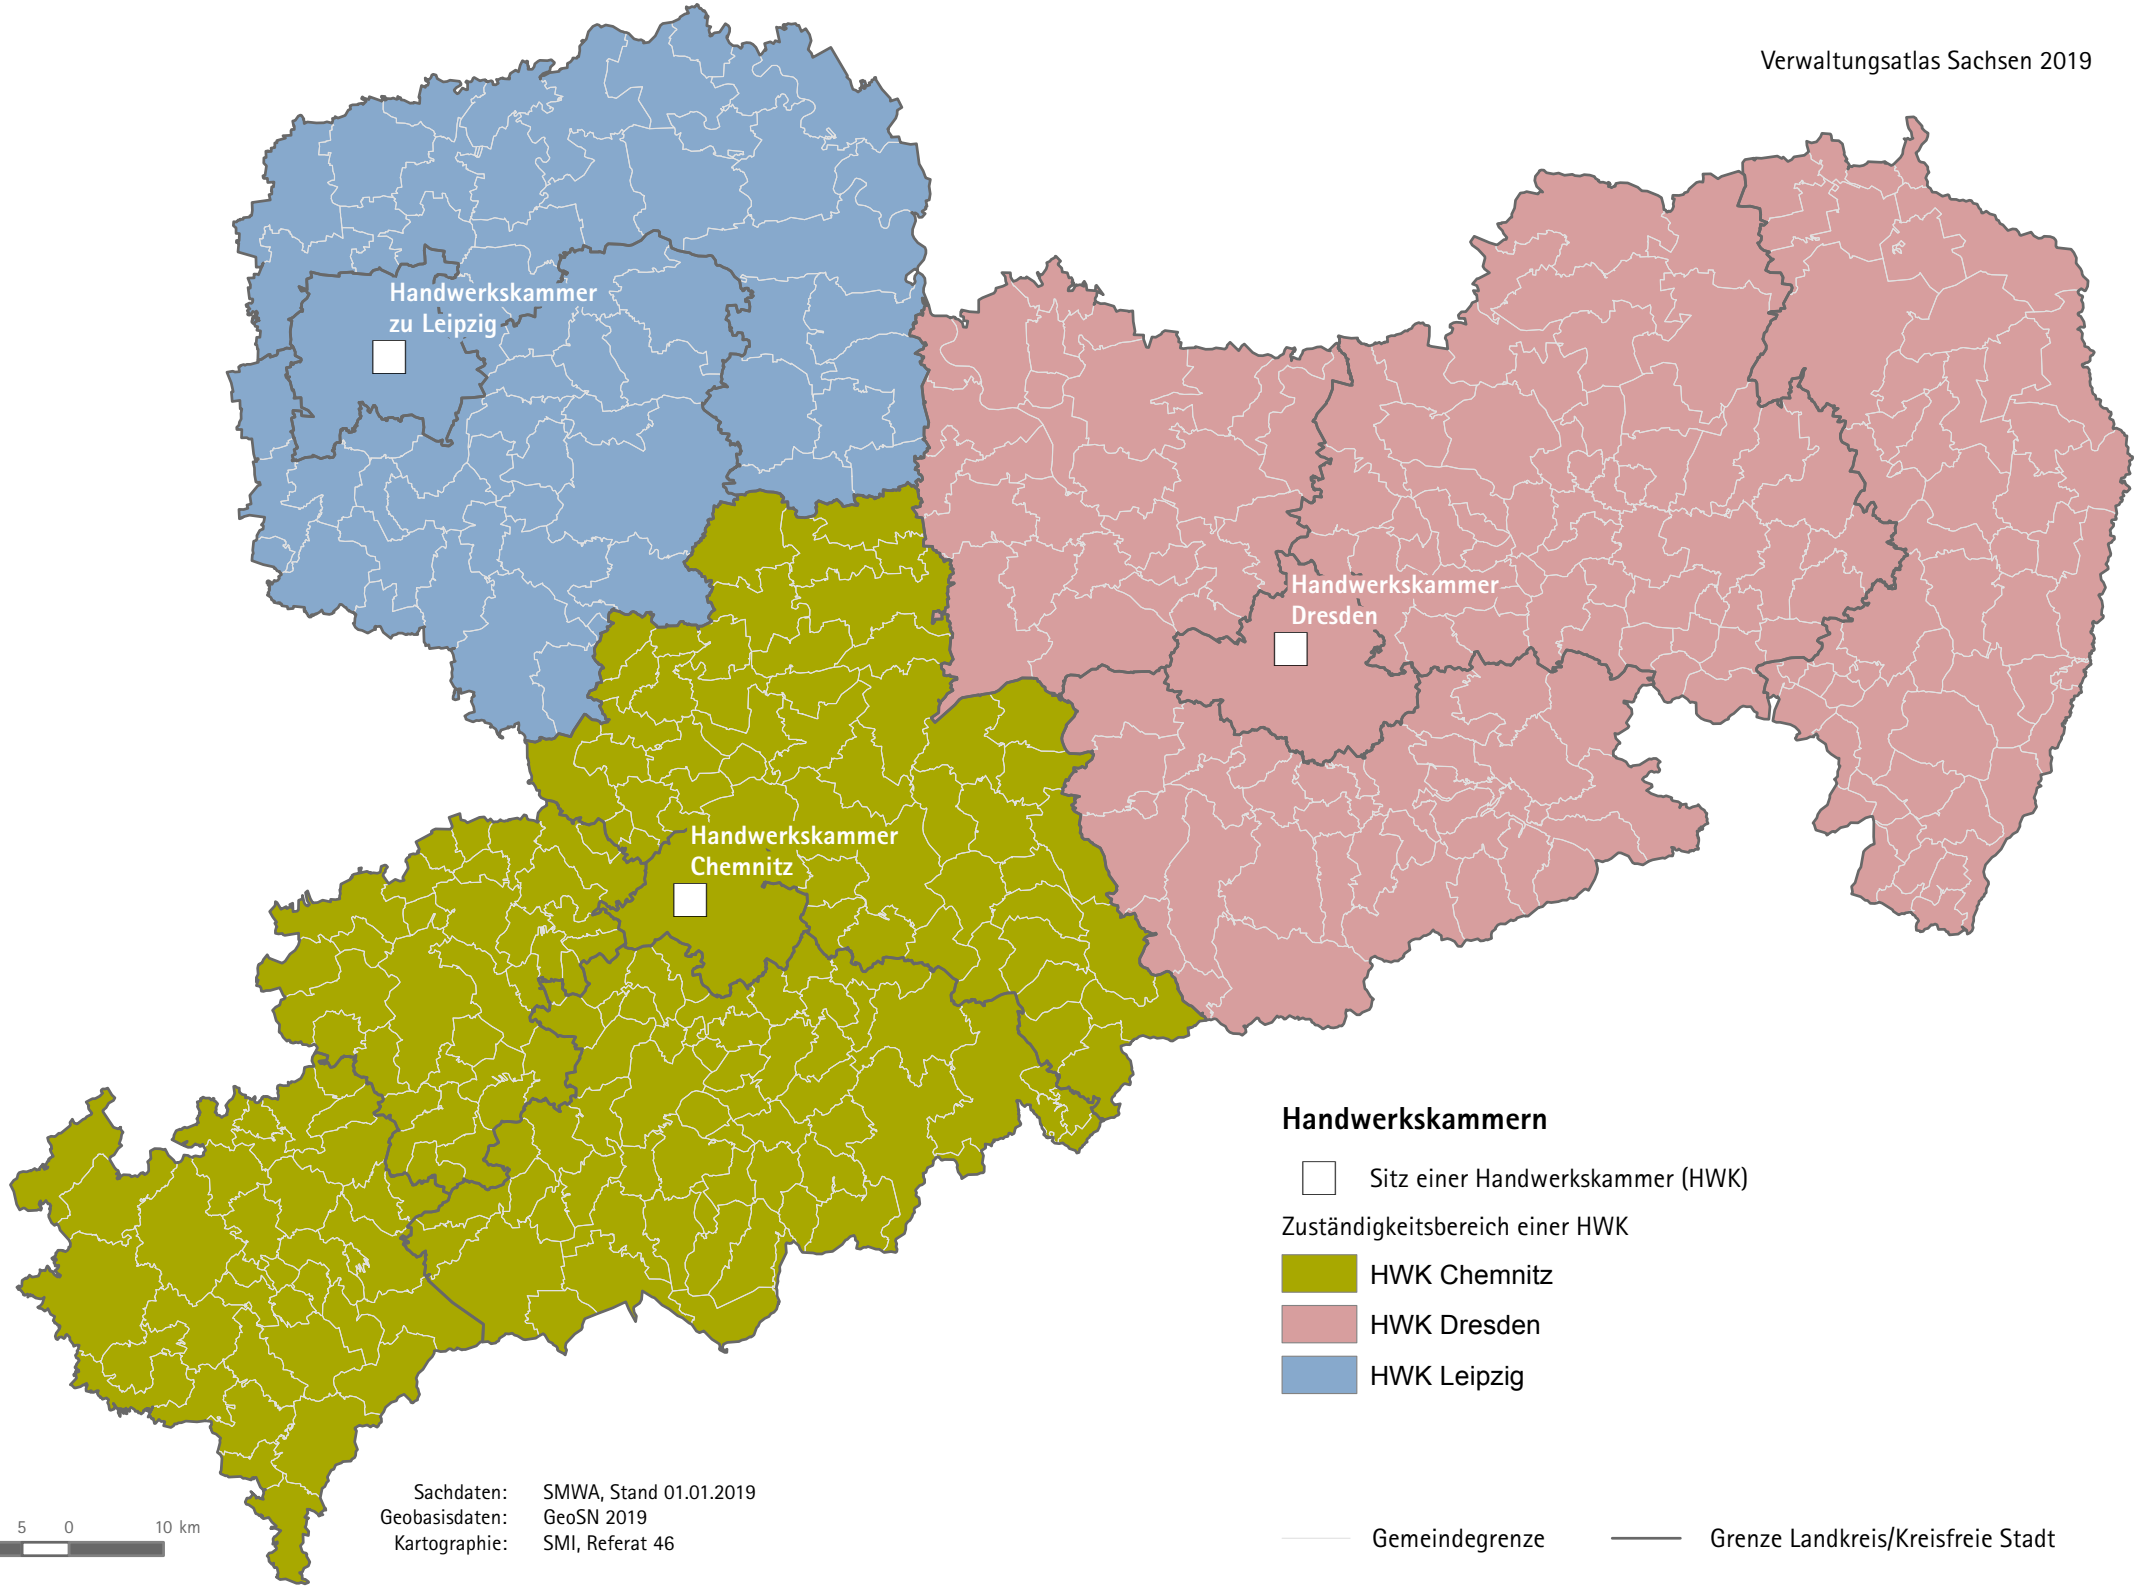 Verwaltungsatlas Sachsen 2019
Handwerkskammer
zu Leipzig
Handwerkskammer
Dresden
Handwerkskammer
Chemnitz
Handwerkskammern
Sitz einer Handwerkskammer (HWK)
Zuständigkeitsbereich einer HWK
HWK Chemnitz
HWK Dresden
HWK Leipzig
Sachdaten: SMWA, Stand 01.01.2019
Geobasisdaten: GeoSN 2019
Kartographie: SMI, Referat 46
5 0 10 km
Gemeindegrenze Grenze Landkreis/Kreisfreie Stadt